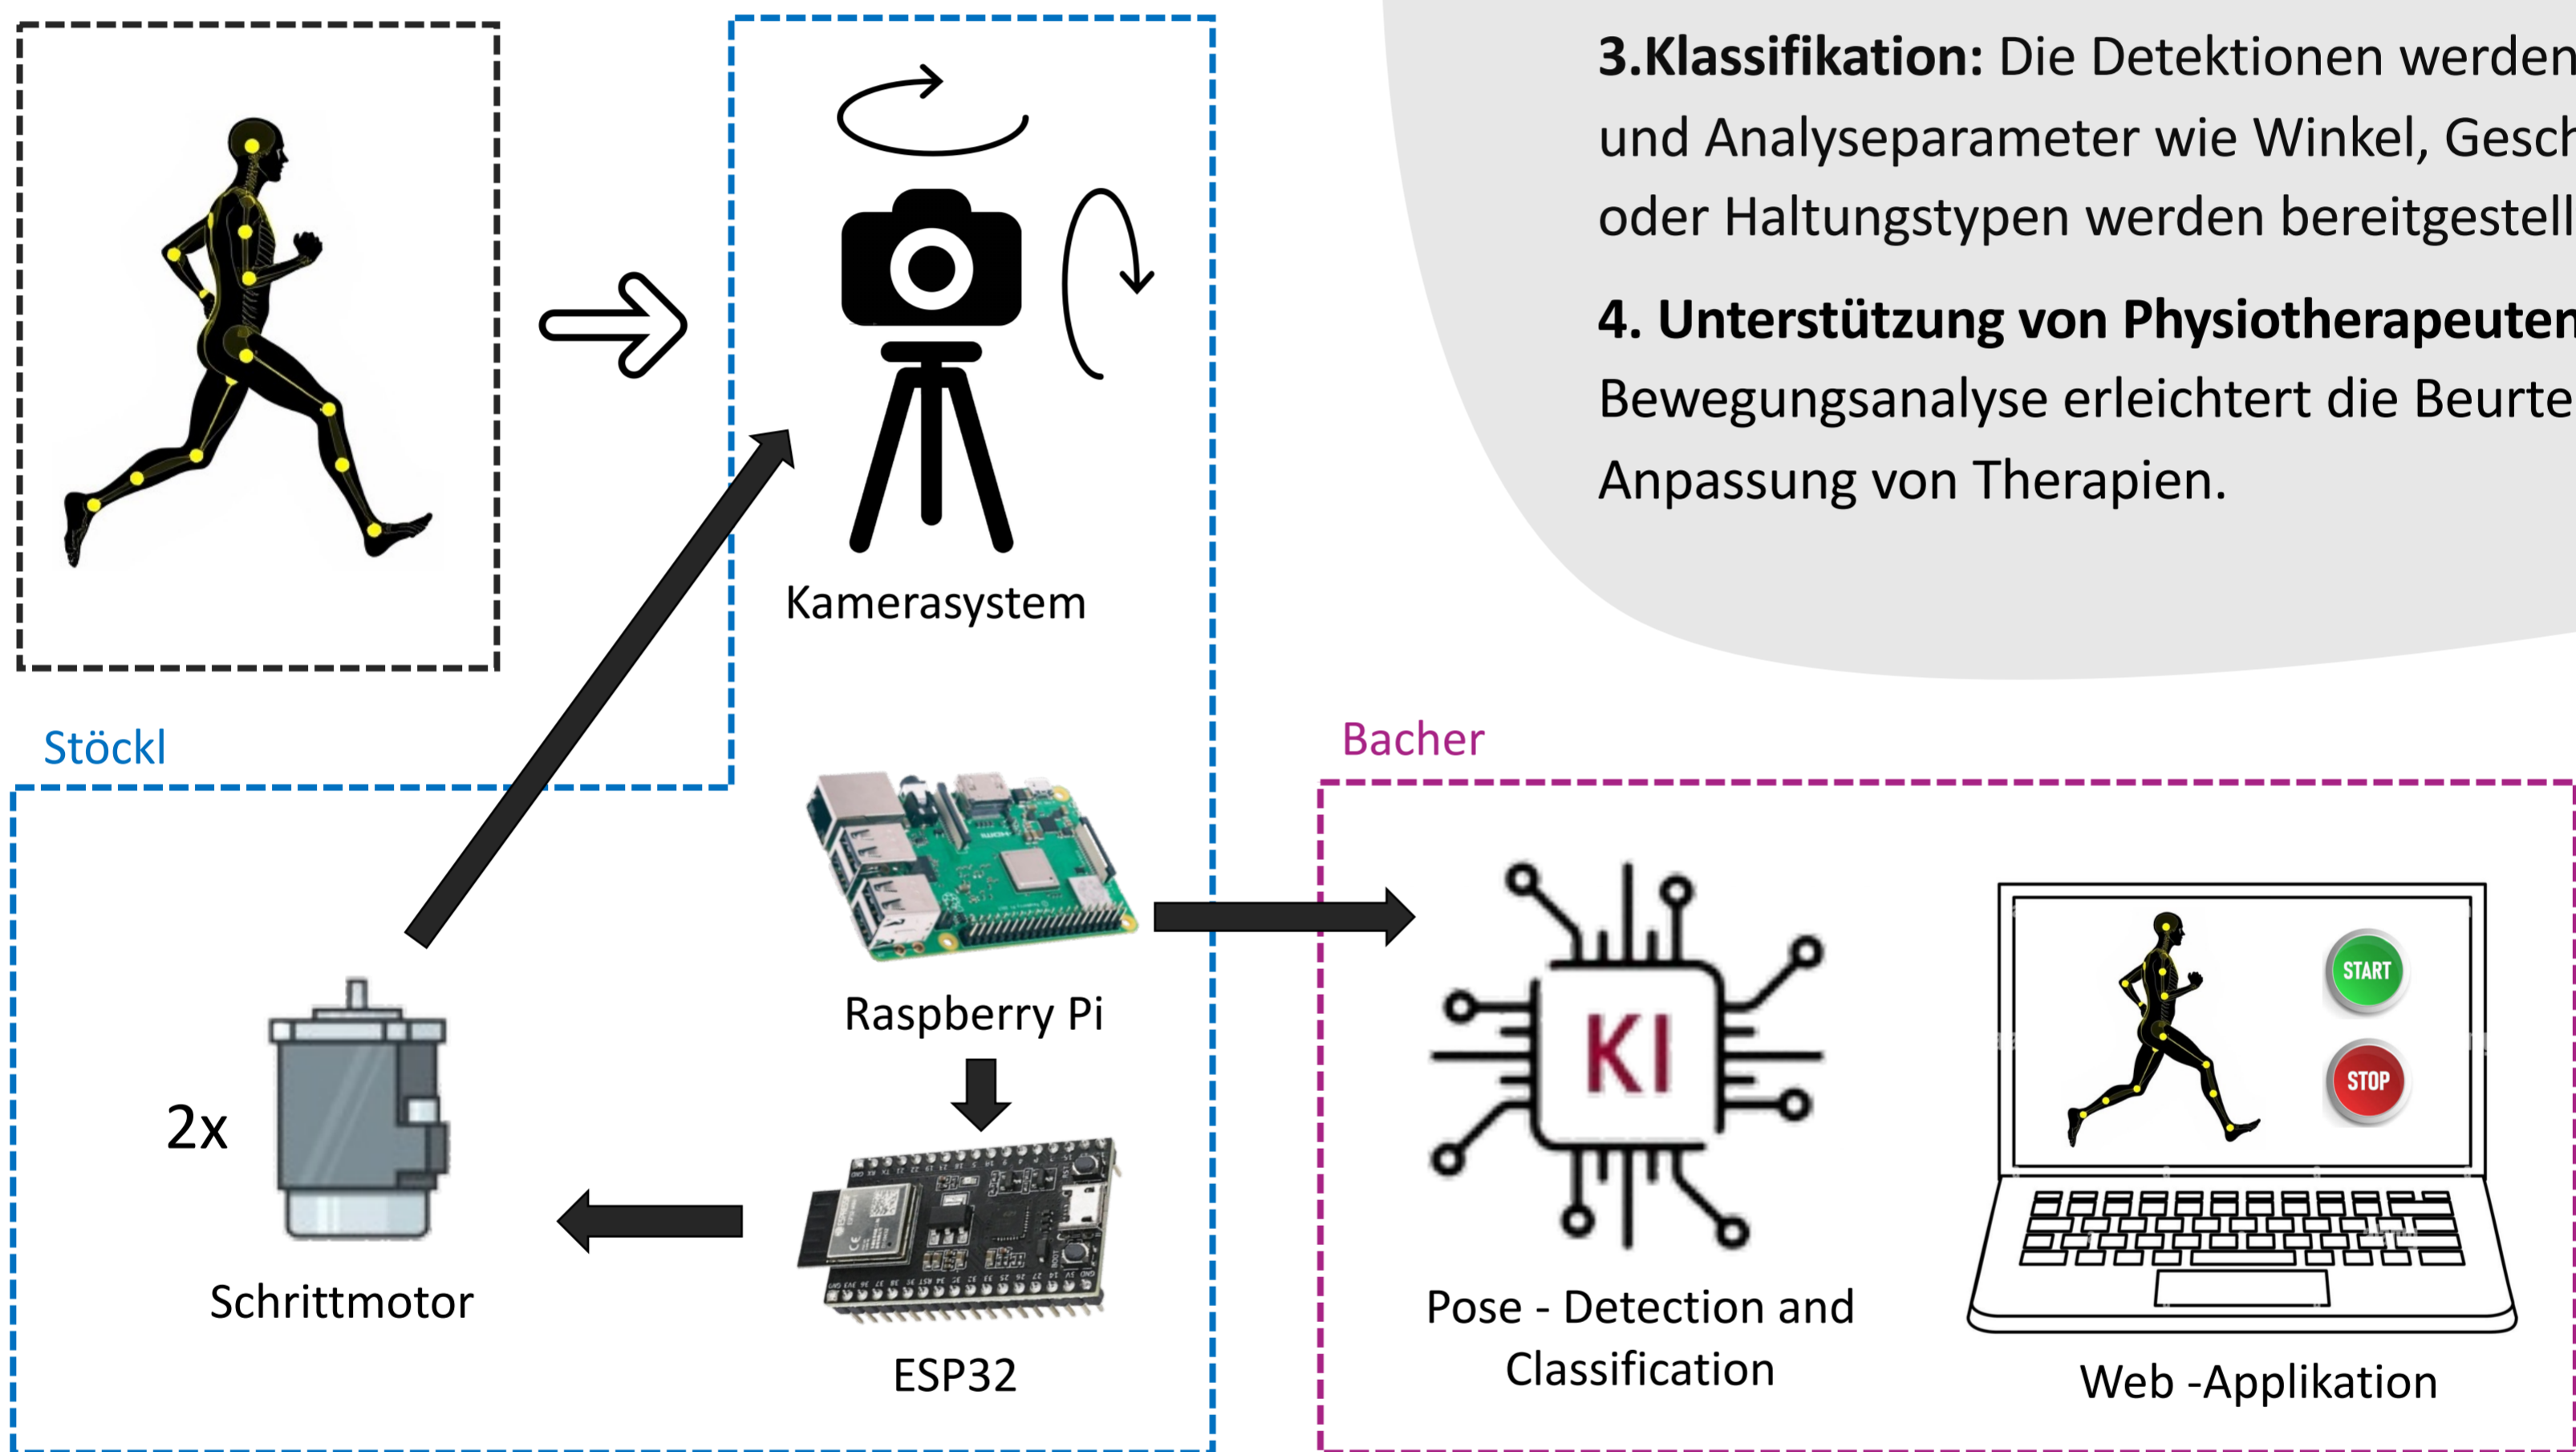 3.Klassifikation: Die Detektionen werden
und Analyseparameter wie Winkel, Gesch
oder Haltungstypen werden bereitgestell
4. Unterstützung von Physiotherapeuten
Bewegungsanalyse erleichtert die Beurte
Anpassung von Therapien.
Kamerasystem
Stöckl
Bacher
Raspberry Pi
2x
Schrittmotor
ESP32
KI
Pose - Detection and
Classification
START
STOP
Web -Applikation